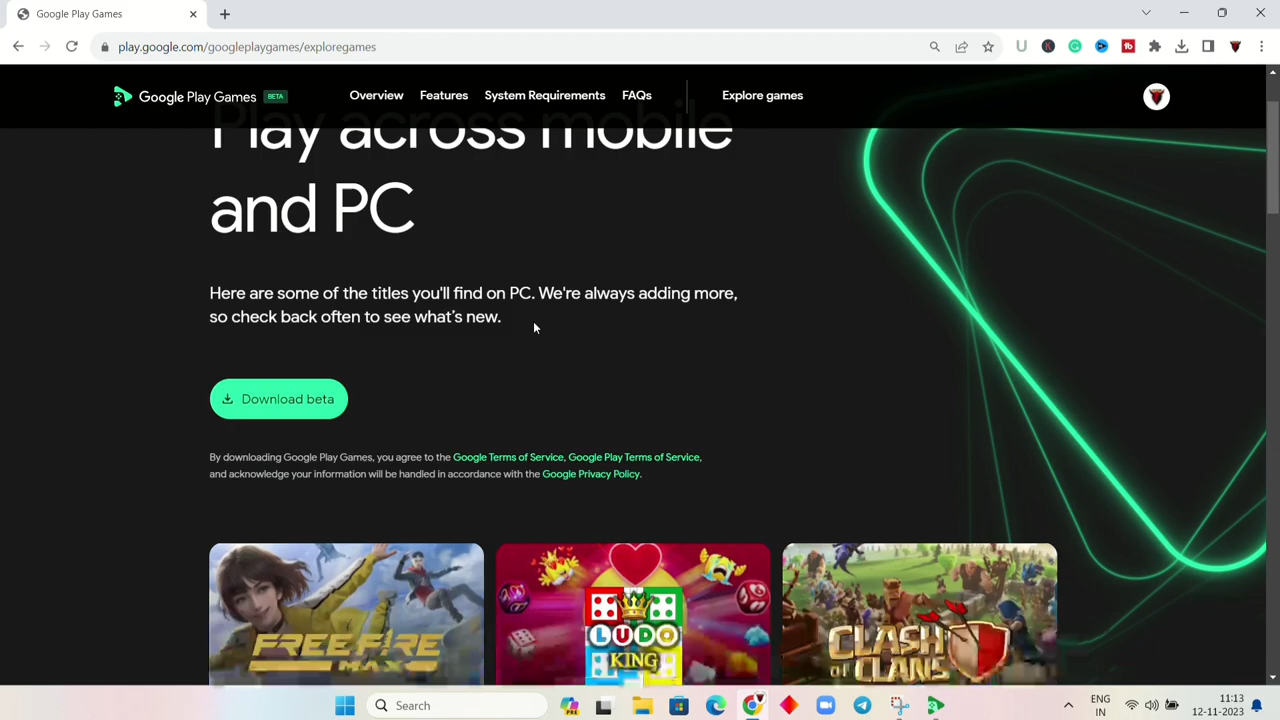 Google Play Games
play.google.com/googleplaygames/exploregames
Google Play Games BETA
Overview
Features
System Requirements
FAQs
Explore games
Play across mobile
and PC
Here are some of the titles you'll find on PC. We're always adding more,
so check back often to see what's new.
Download beta
By downloading Google Play Games, you agree to the Google Terms of Service, Google Play Terms of Service,
and acknowledge your information will be handled in accordance with the Google Privacy Policy.
FREE FIRE
MAX
LUDO
KING
CLASH
OF CLANS
Search
PRE
ENG
IN
11:13
12-11-2023